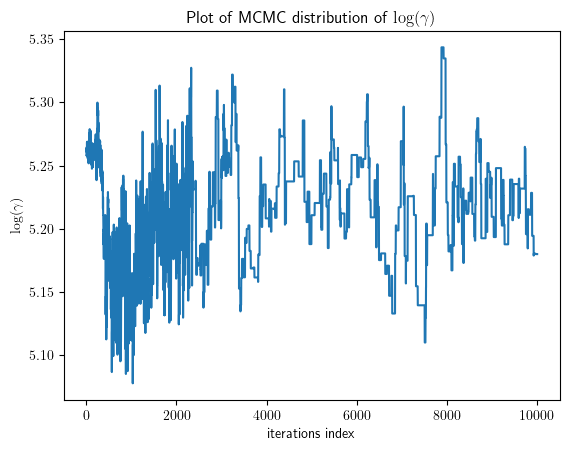 Plot of MCMC distribution of log(γ)
5.35
5.30
5.25
5.20
5.15
5.10
log(γ)
0 2000 4000 6000 8000 10000
iterations index